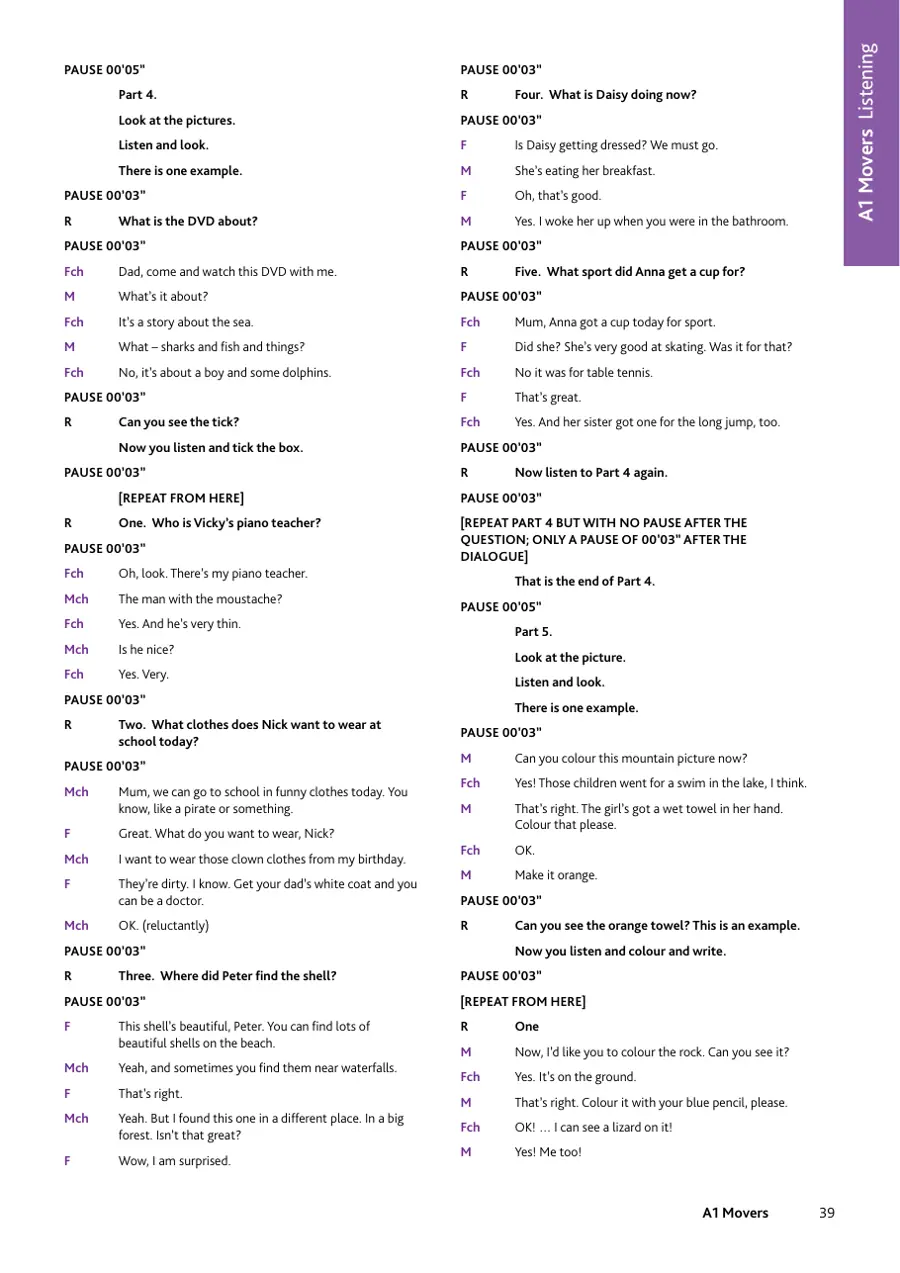 PAUSE 00'05"
Part 4.
Look at the pictures.
Listen and look.
There is one example.
PAUSE 00'03"
R What is the DVD about?
PAUSE 00'03"
Fch Dad, come and watch this DVD with me.
M What's it about?
Fch It's a story about the sea.
M What – sharks and fish and things?
Fch No, it's about a boy and some dolphins.
PAUSE 00'03"
R Can you see the tick?
Now you listen and tick the box.
PAUSE 00'03"
[REPEAT FROM HERE]
R One. Who is Vicky's piano teacher?
PAUSE 00'03"
Fch Oh, look. There's my piano teacher.
Mch The man with the moustache?
Fch Yes. And he's very thin.
Mch Is he nice?
Fch Yes. Very.
PAUSE 00'03"
R Two. What clothes does Nick want to wear at
school today?
PAUSE 00'03"
Mch Mum, we can go to school in funny clothes today. You
know, like a pirate or something.
F Great. What do you want to wear, Nick?
Mch I want to wear those clown clothes from my birthday.
F They're dirty. I know. Get your dad's white coat and you
can be a doctor.
Mch OK. (reluctantly)
PAUSE 00'03"
R Three. Where did Peter find the shell?
PAUSE 00'03"
F This shell's beautiful, Peter. You can find lots of
beautiful shells on the beach.
Mch Yeah, and sometimes you find them near waterfalls.
F That's right.
Mch Yeah. But I found this one in a different place. In a big
forest. Isn't that great?
F Wow, I am surprised.
PAUSE 00'03"
R Four. What is Daisy doing now?
PAUSE 00'03"
F Is Daisy getting dressed? We must go.
M She's eating her breakfast.
F Oh, that's good.
M Yes. I woke her up when you were in the bathroom.
PAUSE 00'03"
R Five. What sport did Anna get a cup for?
PAUSE 00'03"
Fch Mum, Anna got a cup today for sport.
F Did she? She's very good at skating. Was it for that?
Fch No it was for table tennis.
F That's great.
Fch Yes. And her sister got one for the long jump, too.
PAUSE 00'03"
R Now listen to Part 4 again.
PAUSE 00'03"
[REPEAT PART 4 BUT WITH NO PAUSE AFTER THE
QUESTION; ONLY A PAUSE OF 00'03" AFTER THE
DIALOGUE]
That is the end of Part 4.
PAUSE 00'05"
Part 5.
Look at the picture.
Listen and look.
There is one example.
PAUSE 00'03"
M Can you colour this mountain picture now?
Fch Yes! Those children went for a swim in the lake, I think.
M That's right. The girl's got a wet towel in her hand.
Colour that please.
Fch OK.
M Make it orange.
PAUSE 00'03"
R Can you see the orange towel? This is an example.
Now you listen and colour and write.
PAUSE 00'03"
[REPEAT FROM HERE]
R One
M Now, I'd like you to colour the rock. Can you see it?
Fch Yes. It's on the ground.
M That's right. Colour it with your blue pencil, please.
Fch OK! … I can see a lizard on it!
M Yes! Me too!
A1 Movers Listening
A1 Movers 39